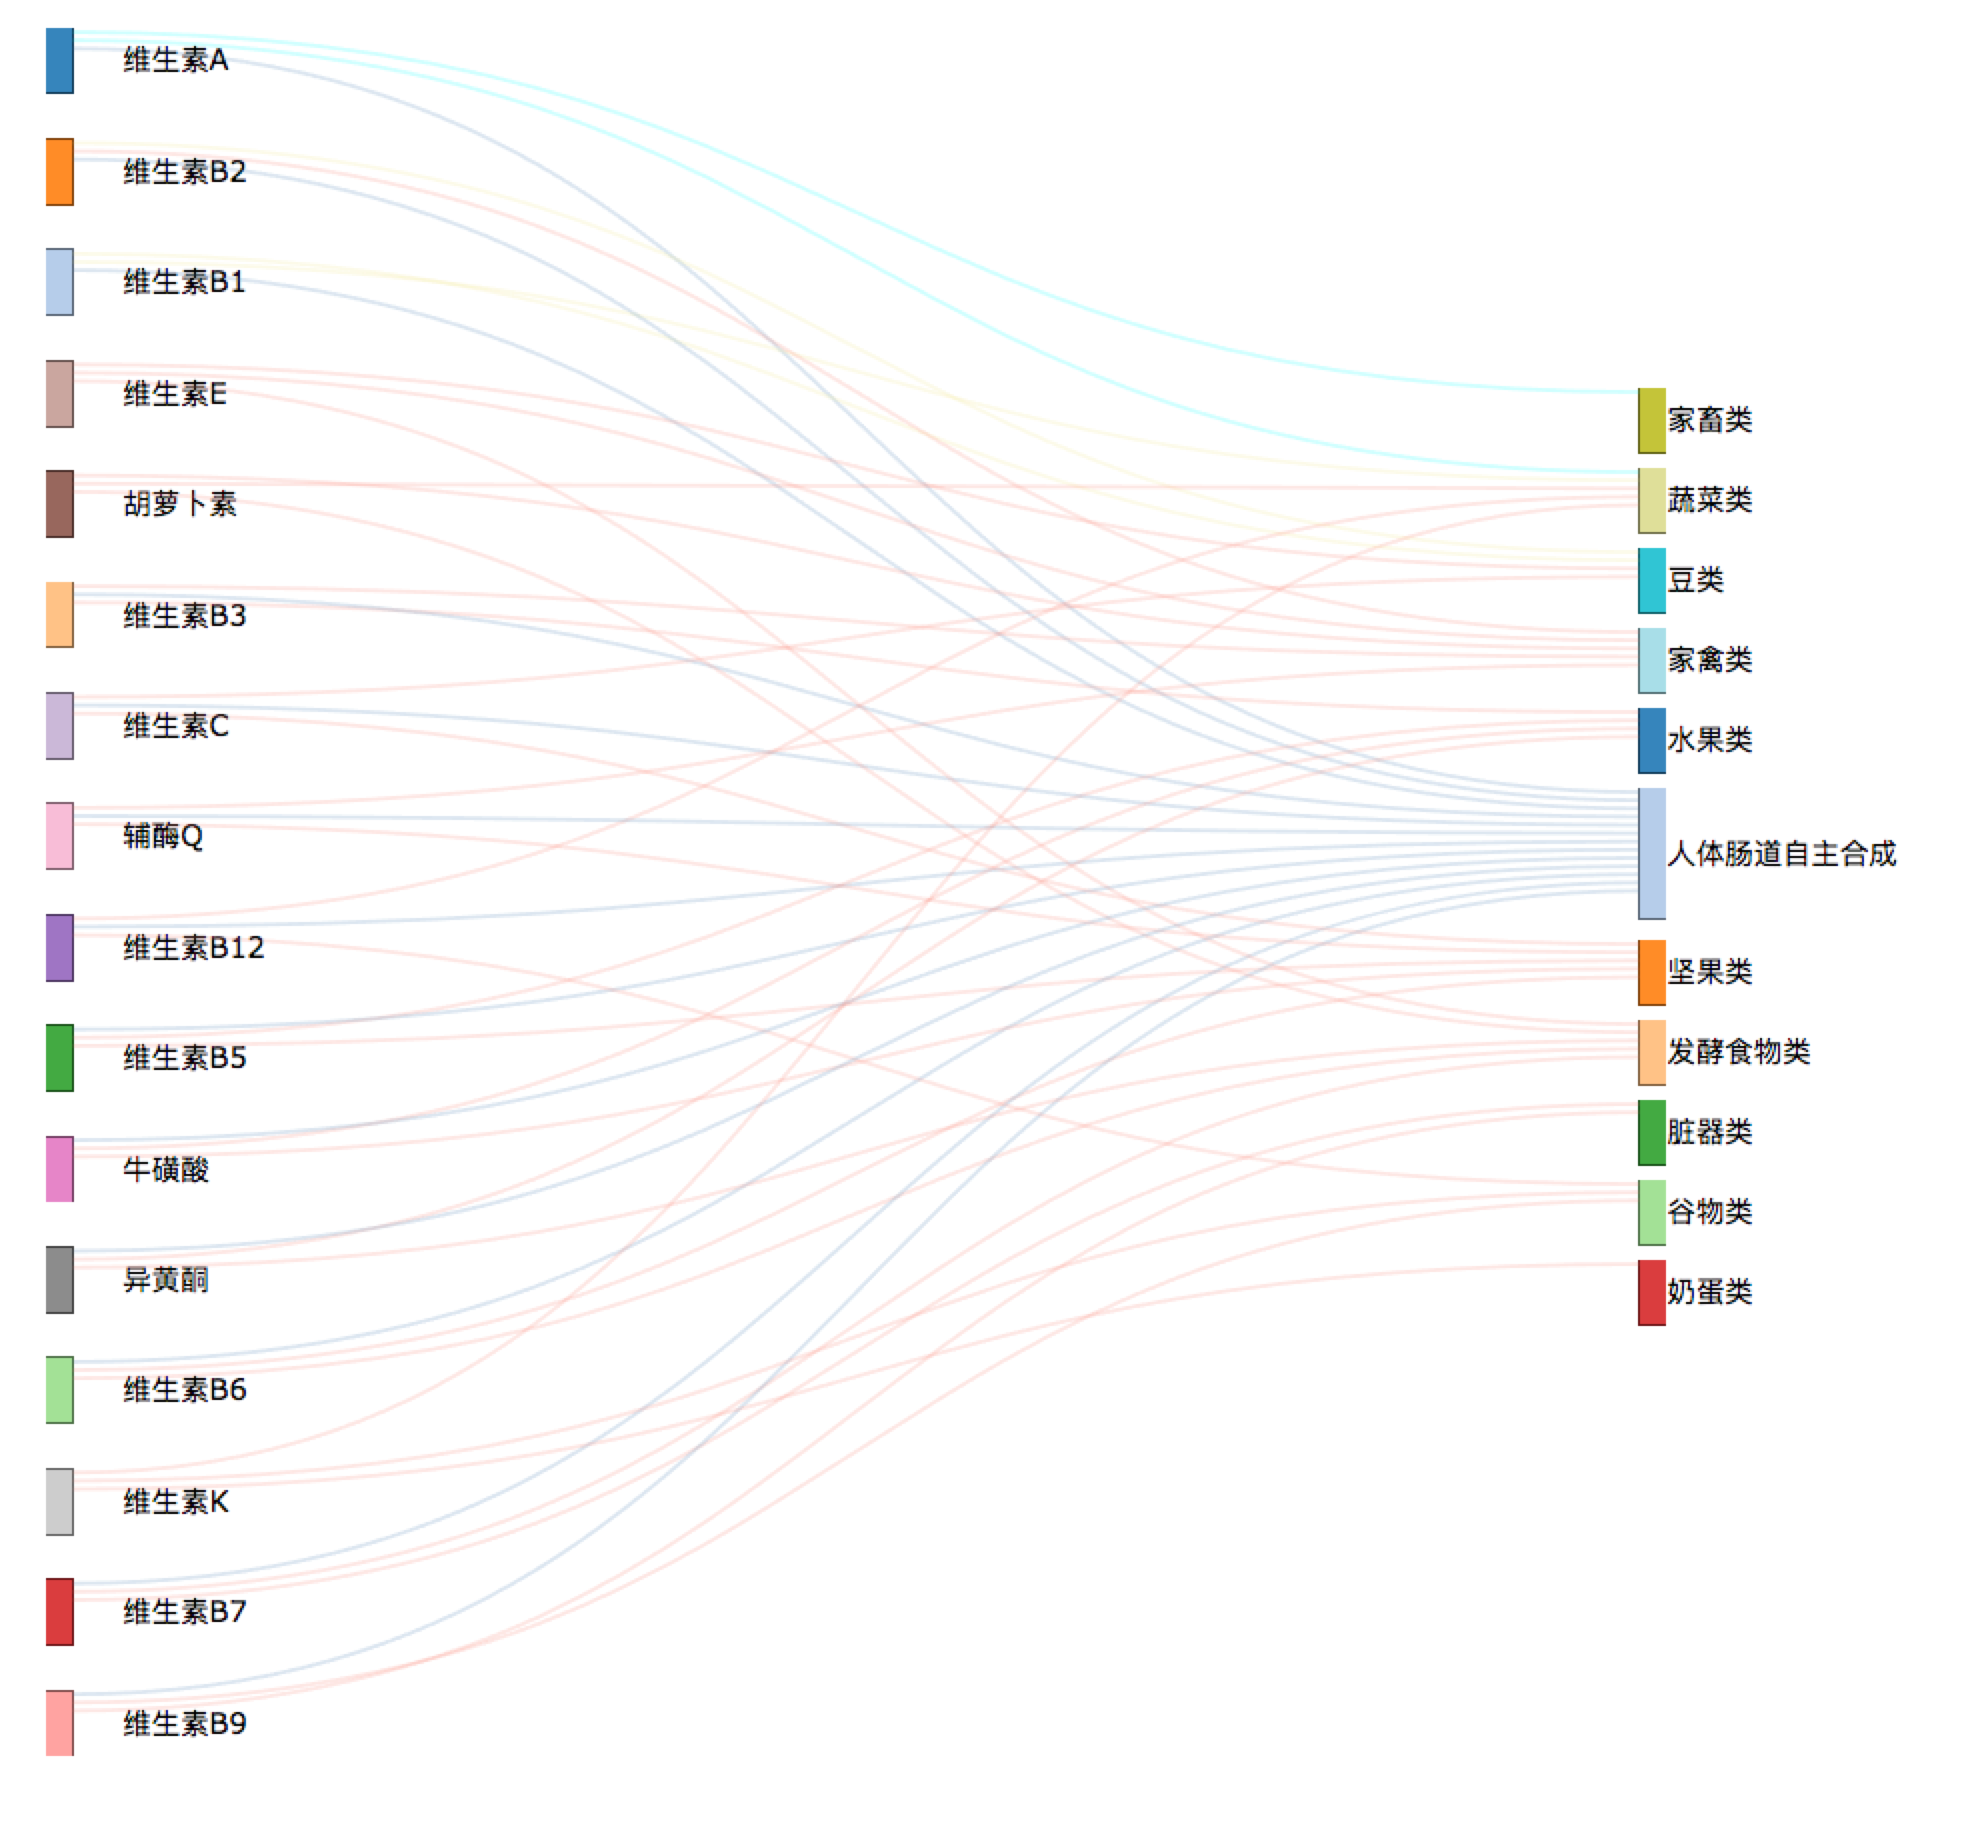 维生素A
维生素B2
维生素B1
维生素E
胡萝卜素
维生素B3
维生素C
辅酶Q
维生素B12
维生素B5
牛磺酸
异黄酮
维生素B6
维生素K
维生素B7
维生素B9
家畜类
蔬菜类
豆类
家禽类
水果类
人体肠道自主合成
坚果类
发酵食物类
脏器类
谷物类
奶蛋类